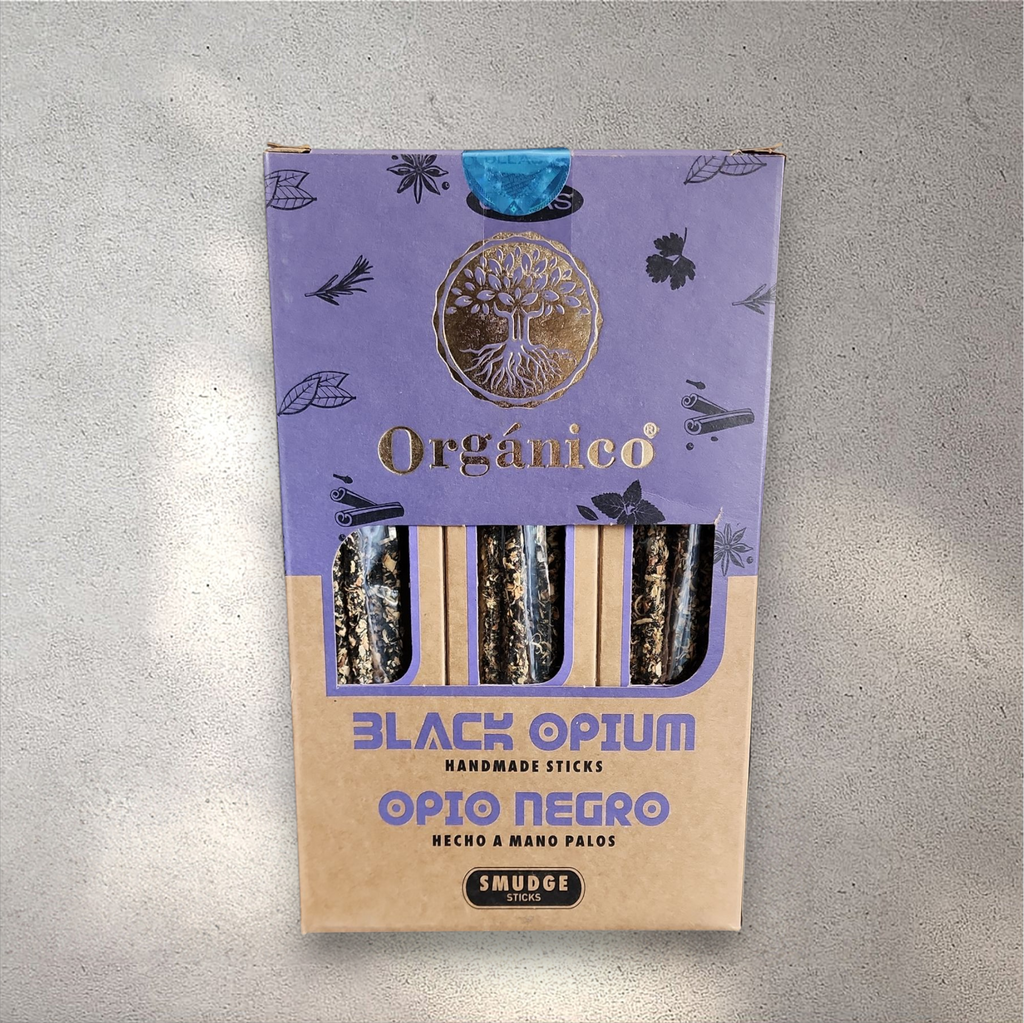 Orgánico®
BLACK OPIUM
HANDMADE STICKS
OPIO NEGRO
HECHO A MANO PALOS
SMUDGE
STICKS